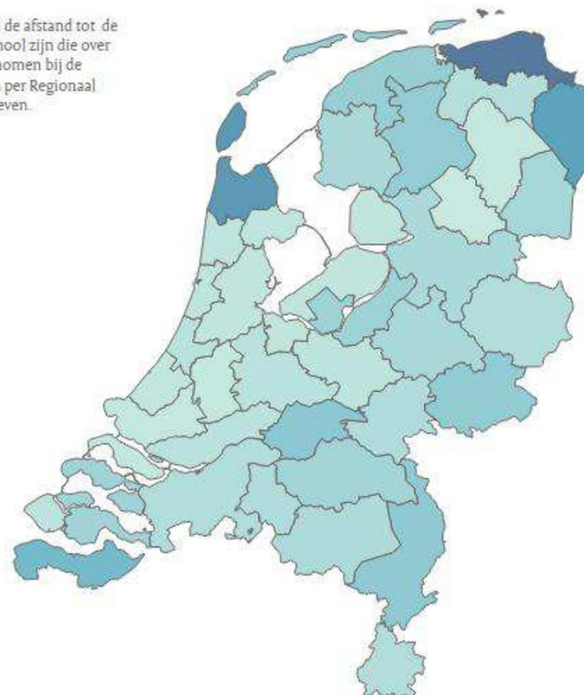 de afstand tot de
hool zijn die over
nomen bij de
per Regionaal
even.